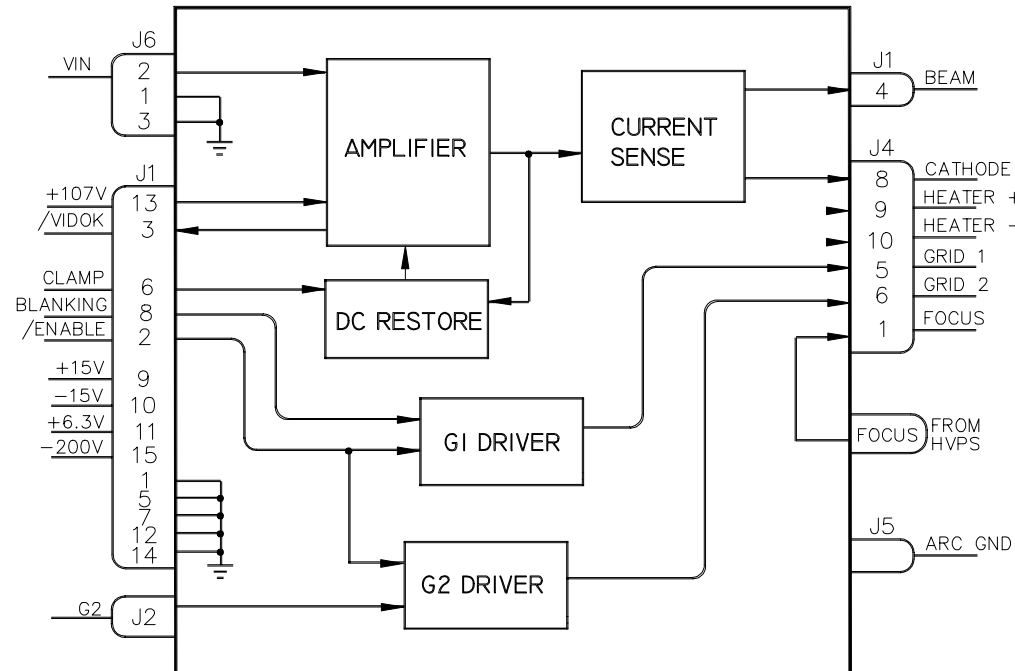 J6
VIN
2
1
3
J1
+107V
13
/VIDOK
3
CLAMP
6
BLANKING
8
/ENABLE
2
+15V
9
-15V
10
+6.3V
11
-200V
15
1
5
7
12
14
G2
J2
AMPLIFIER
DC RESTORE
CURRENT
SENSE
G1 DRIVER
G2 DRIVER
J1
4
BEAM
J4
8
CATHODE
9
HEATER +
10
HEATER -
5
GRID 1
6
GRID 2
1
FOCUS
FOCUS
FROM
HVPS
J5
ARC GND